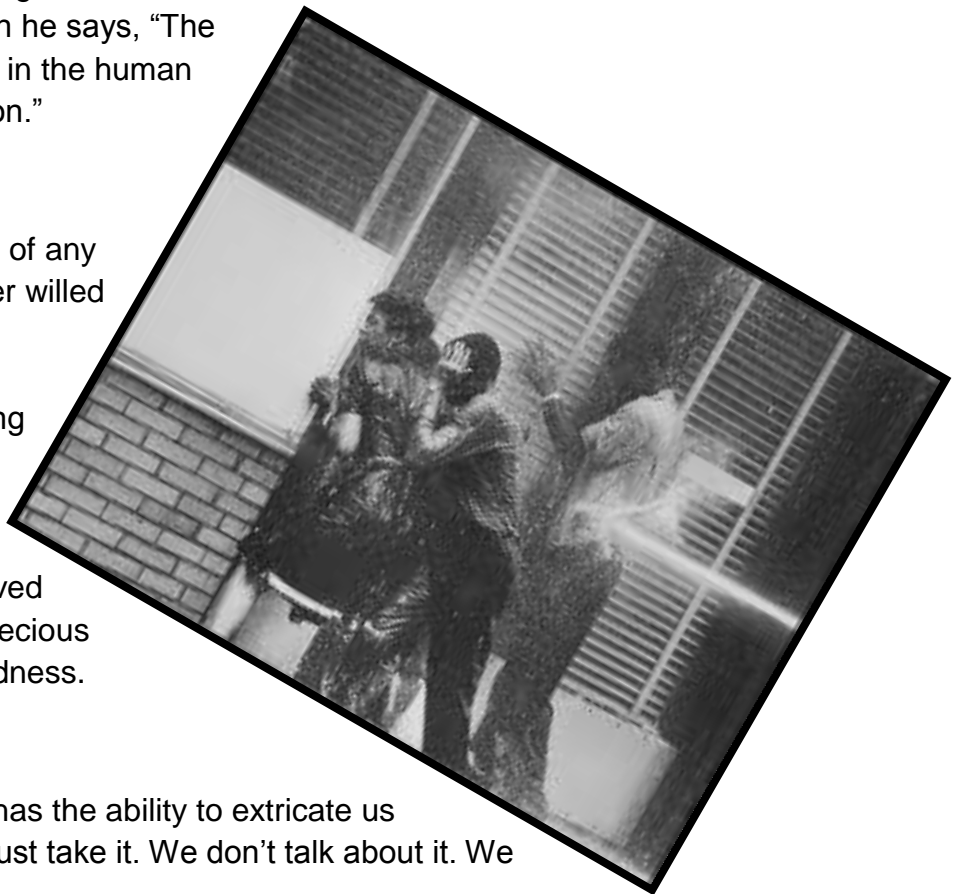 n he says, “The
in the human
on.”
of any
er willed
ng
ved
ecious
dness.
has the ability to extricate us
ust take it. We don’t talk about it. We